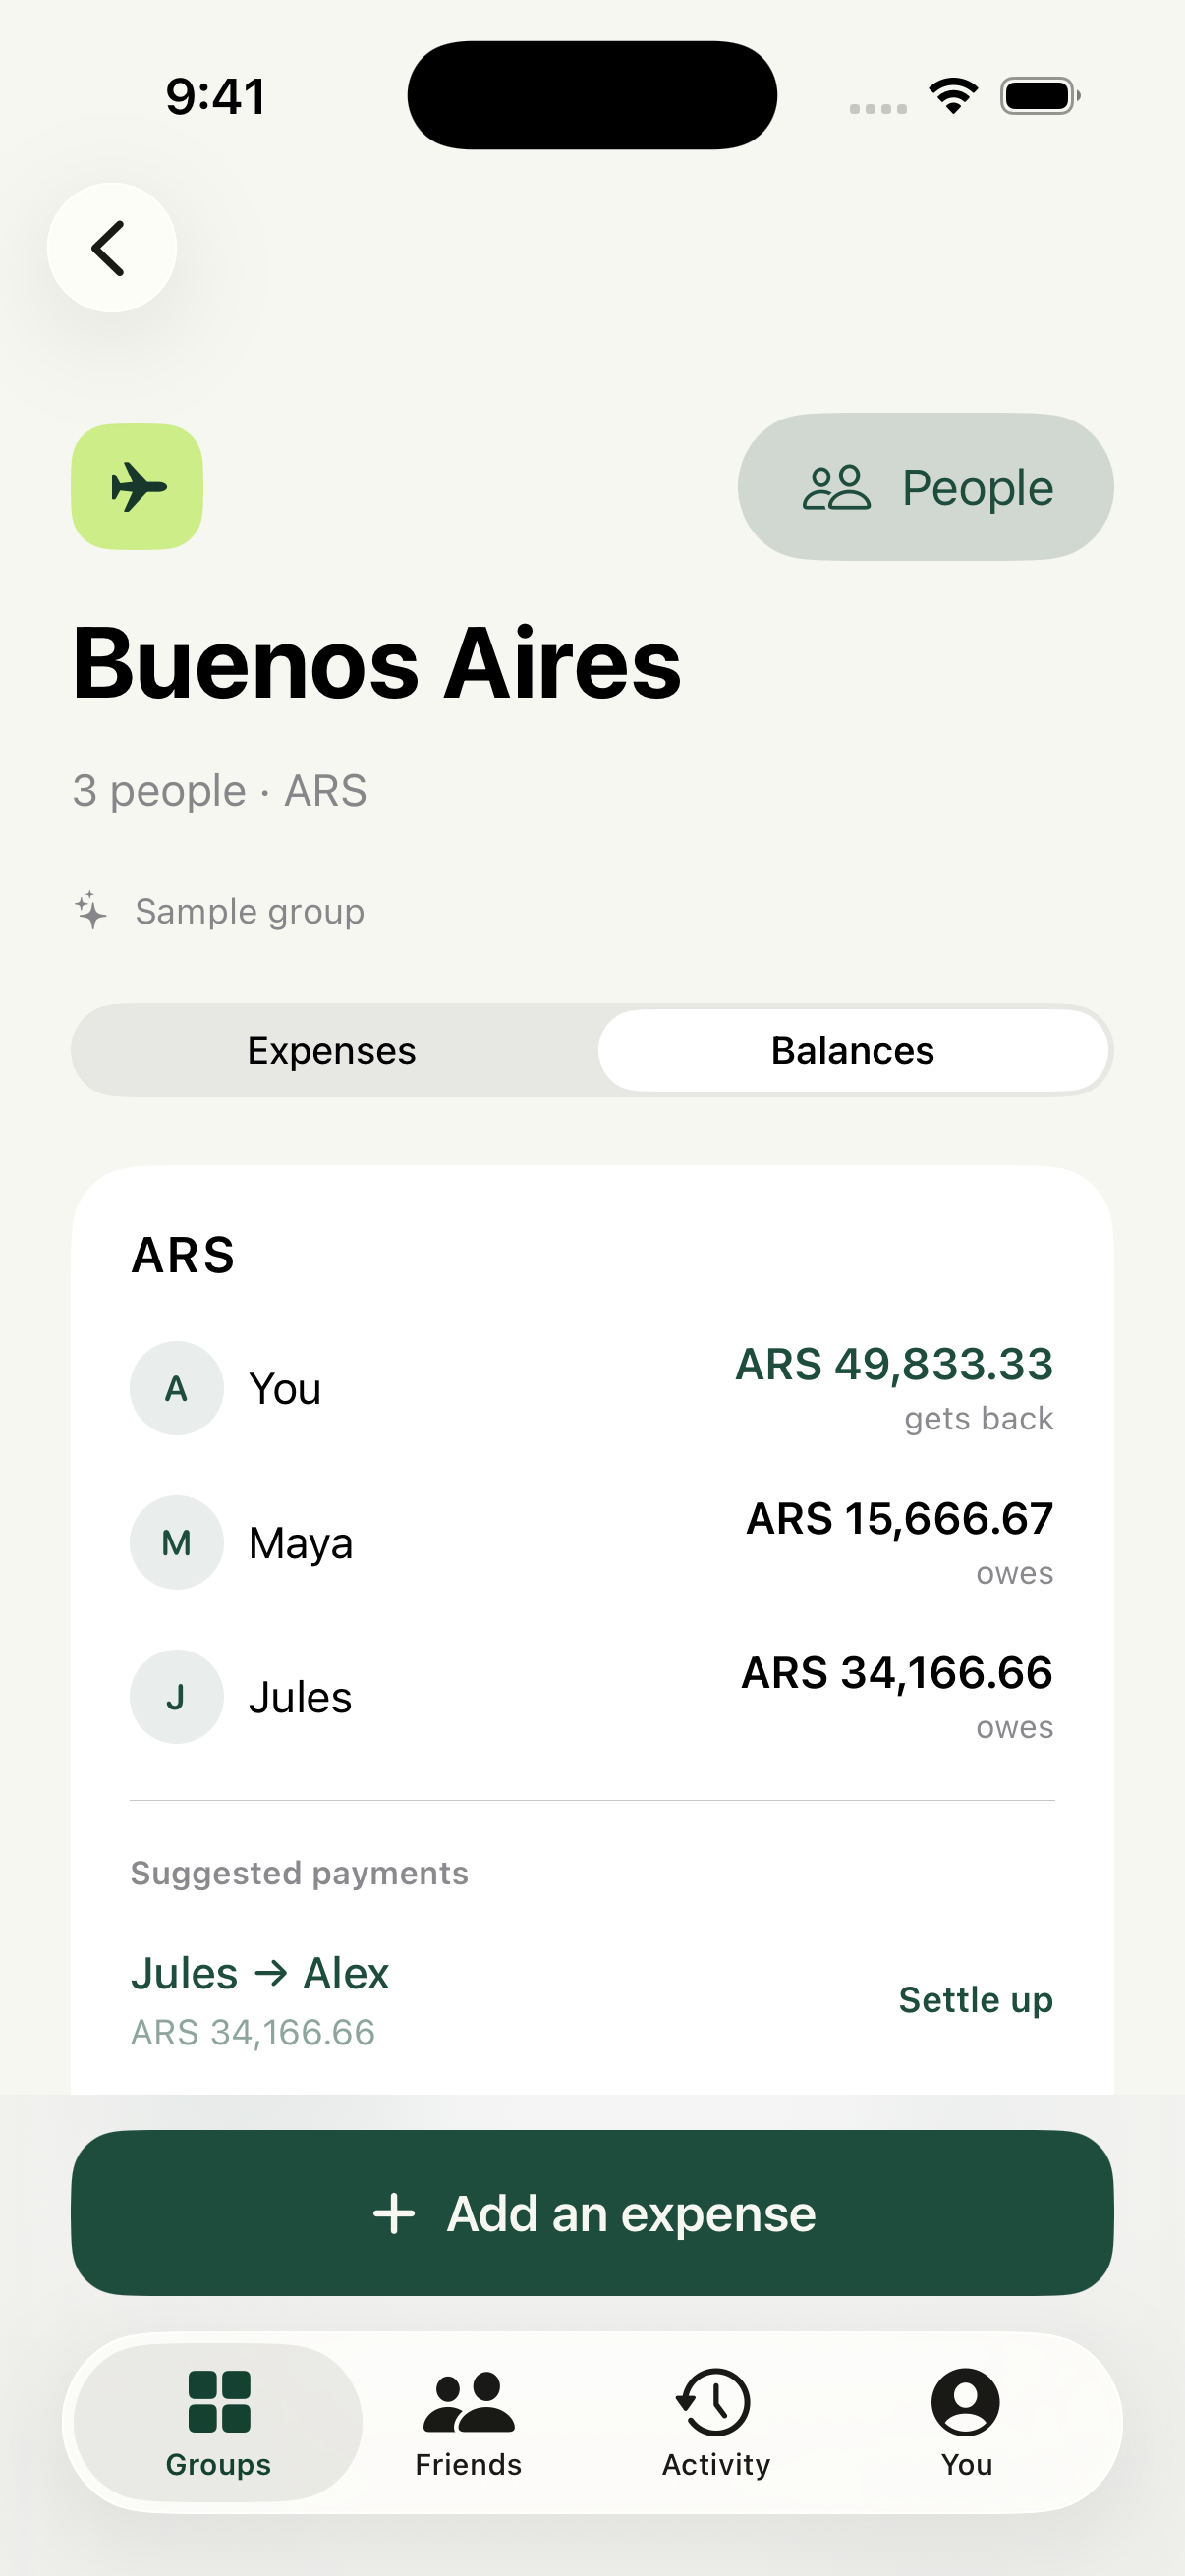 9:41
People
Buenos Aires
3 people · ARS
Sample group
Expenses
Balances
ARS
A
You
ARS 49,833.33
gets back
M
Maya
ARS 15,666.67
owes
J
Jules
ARS 34,166.66
owes
Suggested payments
Jules → Alex
ARS 34,166.66
Settle up
+ Add an expense
Groups
Friends
Activity
You